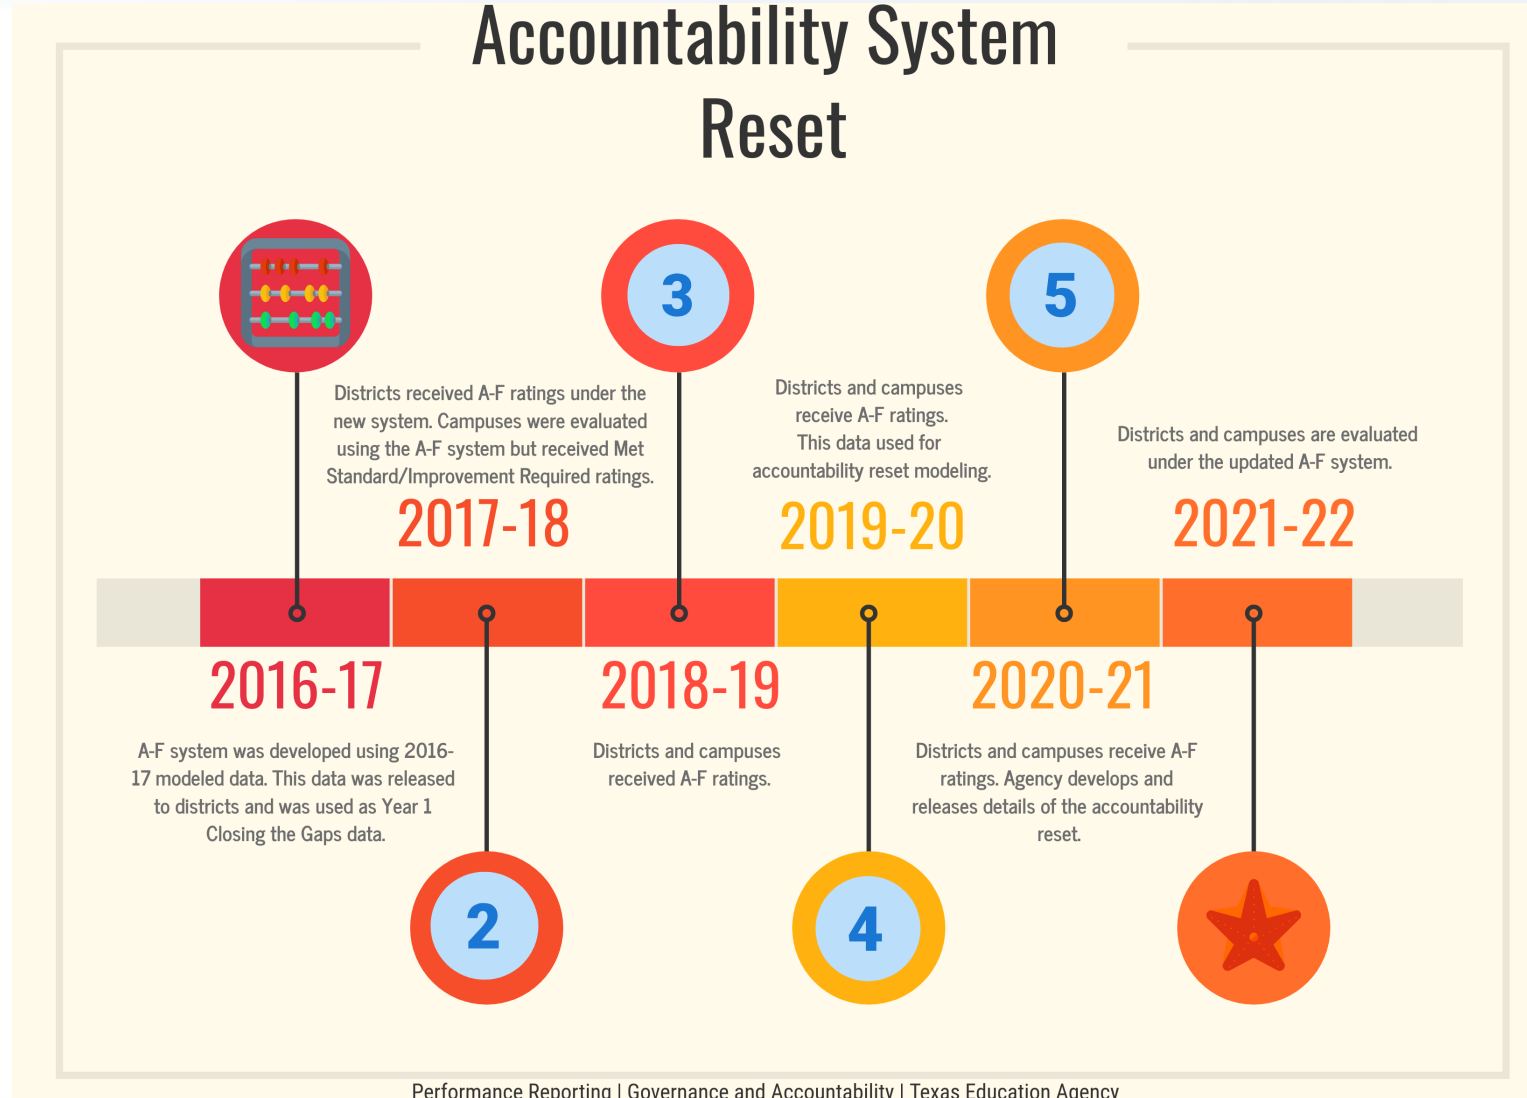 Accountability System
Reset
3
5
Districts received A-F ratings under the
new system. Campuses were evaluated
using the A-F system but received Met
Standard/Improvement Required ratings.
2017-18
Districts and campuses
receive A-F ratings.
This data used for
accountability reset modeling.
2019-20
Districts and campuses are evaluated
under the updated A-F system.
2021-22
2016-17
A-F system was developed using 2016-
17 modeled data. This data was released
to districts and was used as Year 1
Closing the Gaps data.
2018-19
Districts and campuses
received A-F ratings.
2020-21
Districts and campuses receive A-F
ratings. Agency develops and
releases details of the accountability
reset.
2
4
Performance Reporting | Governance and Accountability | Texas Education Agency